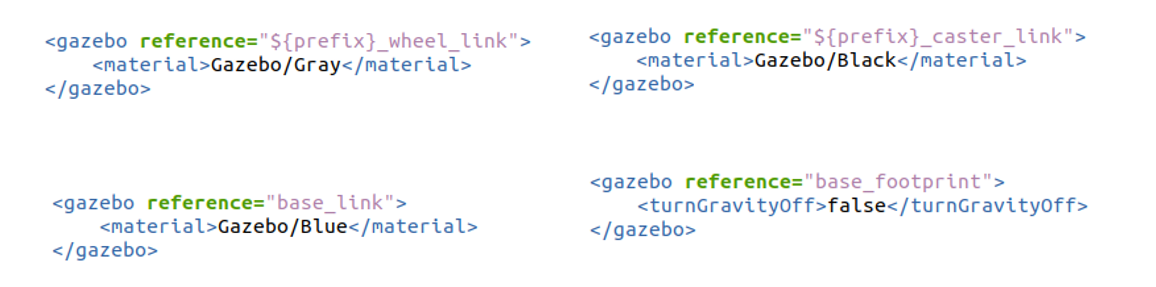 <gazebo reference="${prefix}_wheel_link">
    <material>Gazebo/Gray</material>
</gazebo>
<gazebo reference="${prefix}_caster_link">
    <material>Gazebo/Black</material>
</gazebo>
<gazebo reference="base_link">
    <material>Gazebo/Blue</material>
</gazebo>
<gazebo reference="base_footprint">
    <turnGravityOff>false</turnGravityOff>
</gazebo>